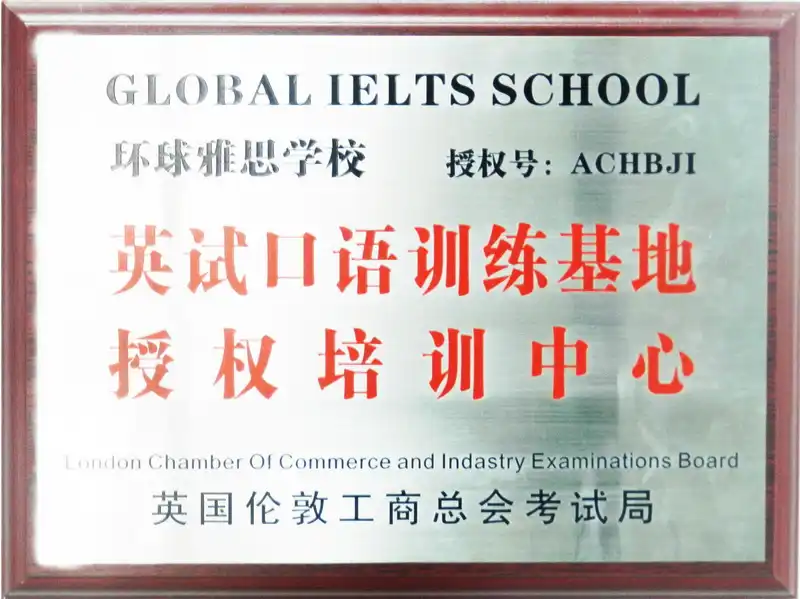 GLOBAL IELTS SCHOOL
环球雅思学校 授权号：ACHBJI
英试口语训练基地
授权培训中心
London Chamber Of Commerce and Indastry Examinations Board
英国伦敦工商总会考试局